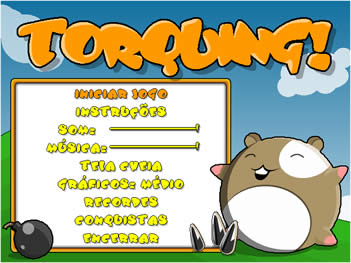 TORQUING!
INICIAR JOGO
INSTRUÇÕES
SOM:
MÚSICA:
TELA CHEIA
GRÁFICOS: MÉDIO
RECORDES
CONQUISTAS
ENCERRAR